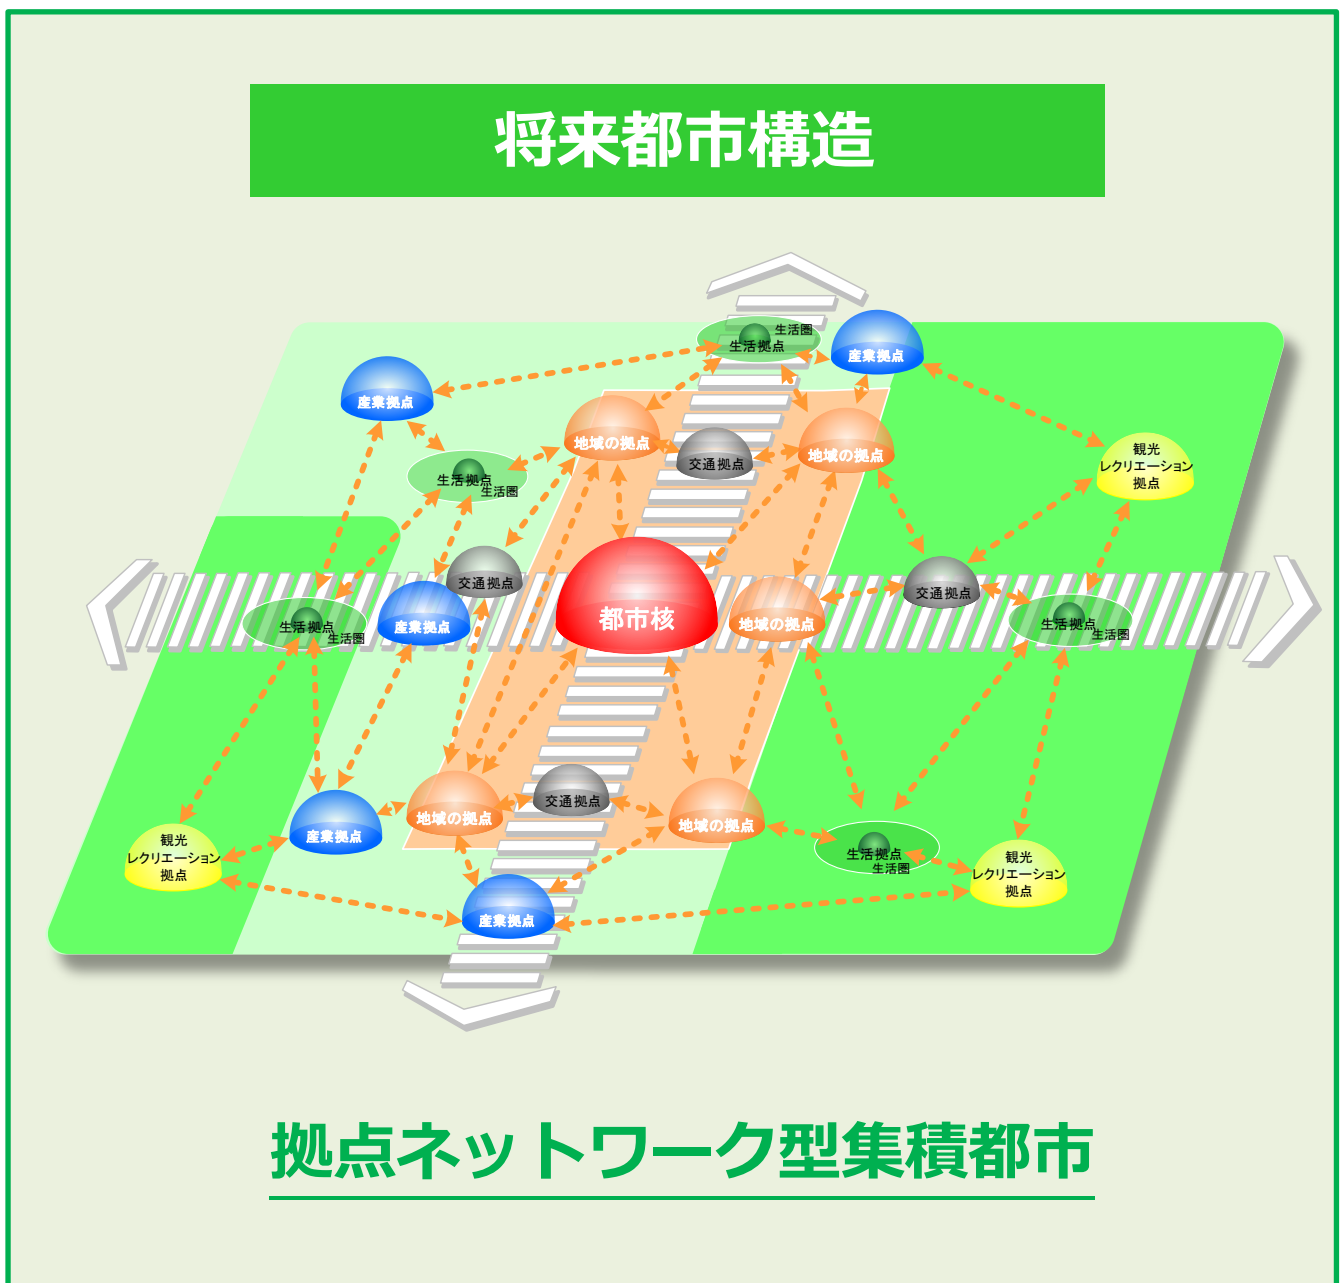 将来都市構造
生活圏
生活拠点
産業拠点
産業拠点
地域の拠点
交通拠点
地域の拠点
観光
レクリエーション
拠点
生活拠点
生活圏
交通拠点
交通拠点
生活拠点
生活圏
産業拠点
都市核
地域の拠点
生活拠点
生活圏
交通拠点
地域の拠点
地域の拠点
産業拠点
観光
レクリエーション
拠点
生活拠点
生活圏
観光
レクリエーション
拠点
産業拠点
拠点ネットワーク型集積都市